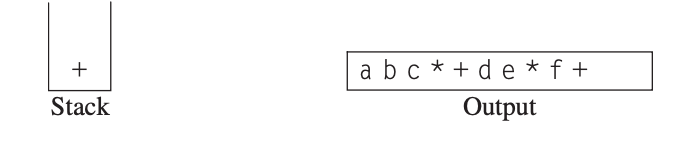 +
a b c * + d e * f +
Stack
Output